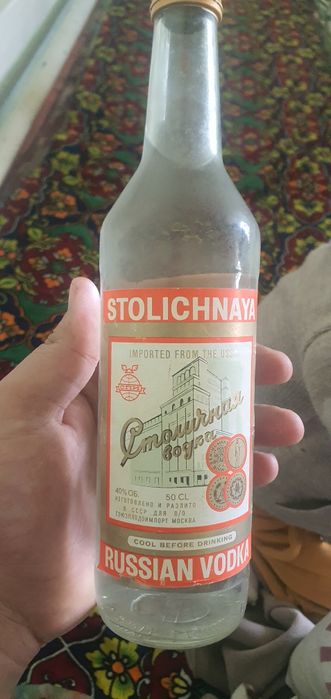 STOLICHNAYA
IMPORTED FROM THE USSR
Столичная
водка
40% ОБ. 50 CL
ИЗГОТОВЛЕНО И РАЗЛИТО
В СССР ДЛЯ В/О
СОЮЗПЛОДОИМПОРТ МОСКВА
COOL BEFORE DRINKING
RUSSIAN VODKA